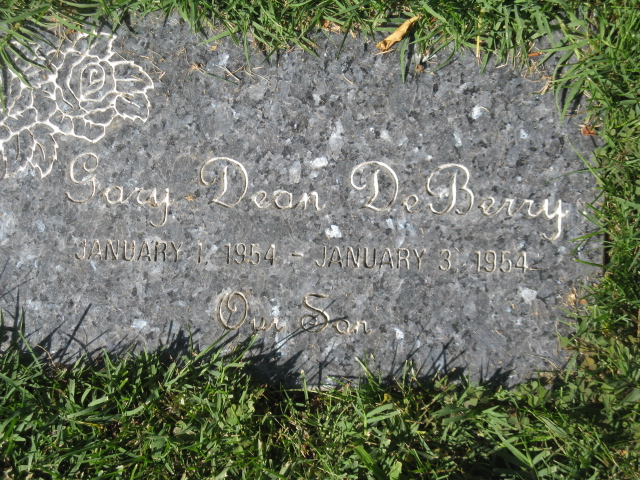 Gary Dean DeBerry
JANUARY 1, 1954 - JANUARY 3, 1954
Our Son